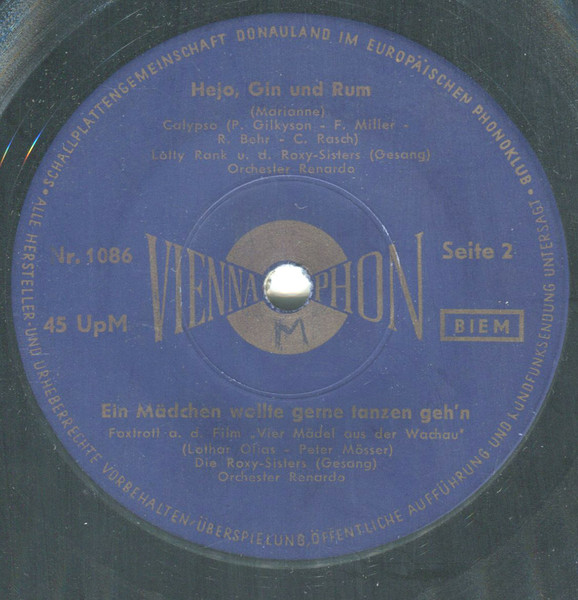 SCHALLPLATTENGEMEINSCHAFT DONAULAND IM EUROPÄISCHEN PHONOKLUB ·
Hejo, Gin und Rum
(Marianne)
Calypso (P. Gilkyson - F. Miller -
R. Behr - C. Rasch)
Lolly Rank u. d. Roxy-Sisters (Gesang)
Orchester Renardo
Nr. 1086
VIENNAPHON
Seite 2
45 UpM
M
BIEM
Ein Mädchen wollte gerne tanzen geh'n
Foxtrott a. d. Film „Vier Mädel aus der Wachau"
(Lothar Olias - Peter Mösser)
Die Roxy-Sisters (Gesang)
Orchester Renardo
· ALLE HERSTELLER- UND URHEBERRECHTE VORBEHALTEN/ÜBERSPIELUNG, ÖFFENTLICHE AUFFÜHRUNG UND RUNDFUNKSENDUNG UNTERSAGT ·